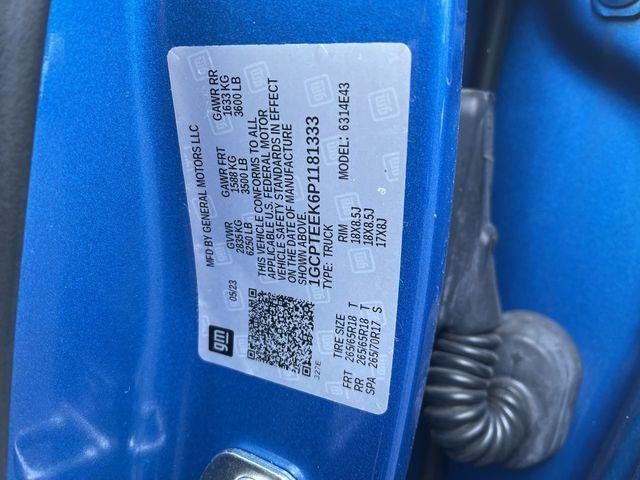 gm
MFD BY GENERAL MOTORS LLC
05/23
GVWR
2835 KG
6250 LB
GAWR FRT
1588 KG
3500 LB
GAWR RR
1633 KG
3600 LB
THIS VEHICLE CONFORMS TO ALL
APPLICABLE U.S. FEDERAL MOTOR
VEHICLE SAFETY STANDARDS IN EFFECT
ON THE DATE OF MANUFACTURE
SHOWN ABOVE.
1GCPTEEK6P1181333
TYPE: TRUCK
MODEL: 6314E43
327E
TIRE SIZE RIM
FRT 265/65R18 T 18X8.5J
RR 265/65R18 T 18X8.5J
SPA 265/70R17 S 17X8J